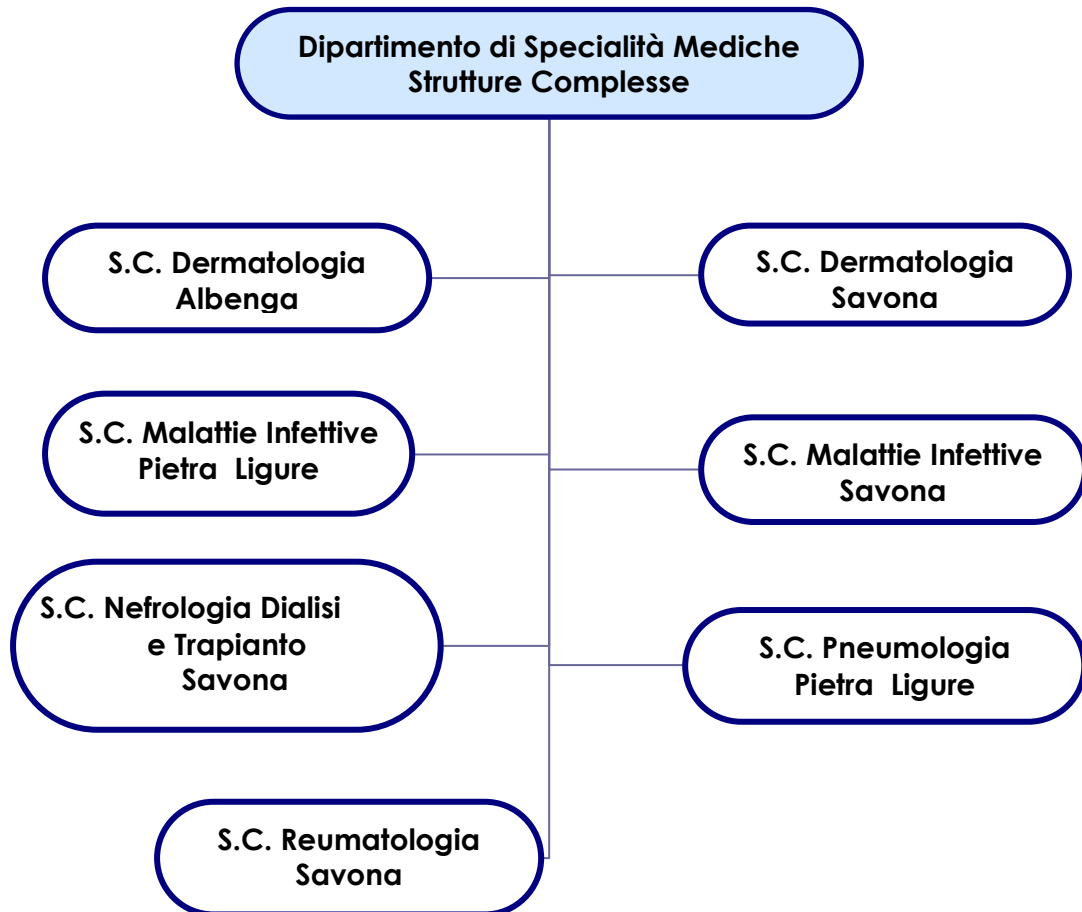 Dipartimento di Specialità Mediche
Strutture Complesse
S.C. Dermatologia
Albenga
S.C. Dermatologia
Savona
S.C. Malattie Infettive
Pietra Ligure
S.C. Malattie Infettive
Savona
S.C. Nefrologia Dialisi
e Trapianto
Savona
S.C. Pneumologia
Pietra Ligure
S.C. Reumatologia
Savona